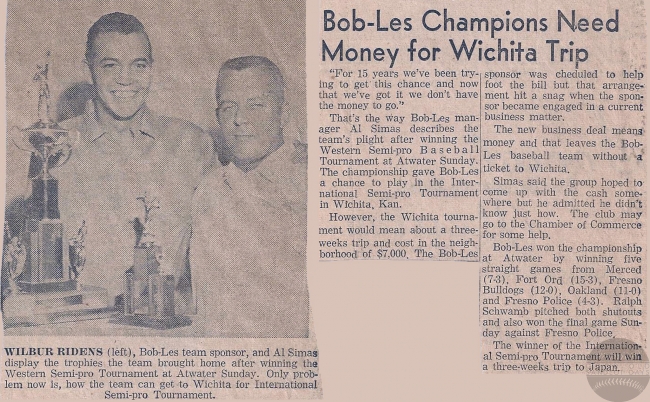 Bob-Les Champions Need
Money for Wichita Trip
"For 15 years we've been try-
ing to get this chance and now
that we've got it we don't have
the money to go."
That's the way Bob-Les man-
ager Al Simas describes the
team's plight after winning the
Western Semi-pro Baseball
Tournament at Atwater Sunday.
The championship gave Bob-Les
a chance to play in the Inter-
national Semi-pro Tournament
in Wichita, Kan.
However, the Wichita tourna-
ment would mean about a three-
weeks trip and cost in the neigh-
borhood of $7,000. The Bob-Les
sponsor was cheduled to help
foot the bill but that arrange-
ment hit a snag when the spon-
sor became engaged in a current
business matter.
The new business deal means
money and that leaves the Bob-
Les baseball team without a
ticket to Wichita.
Simas said the group hoped to
come up with the cash some-
where but he admitted he didn't
know just how. The club may
go to the Chamber of Commerce
for some help.
Bob-Les won the championship
at Atwater by winning five
straight games from Merced
(7-3), Fort Ord (15-3), Fresno
Bulldogs (12-0), Oakland (11-0)
and Fresno Police (4-3). Ralph
Schwamb pitched both shutouts
and also won the final game Sun-
day against Fresno Police.
The winner of the Internation-
al Semi-pro Tournament will win
a three-weeks trip to Japan.
WILBUR RIDENS (left), Bob-Les team sponsor, and Al Simas
display the trophies the team brought home after winning the
Western Semi-pro Tournament at Atwater Sunday. Only prob-
lem now is, how the team can get to Wichita for International
Semi-pro Tournament.